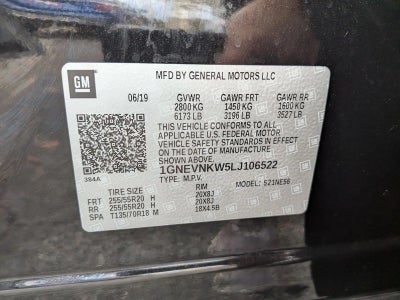 GM
MFD BY GENERAL MOTORS LLC
06/19 GVWR GAWR FRT GAWR RR
2800 KG 1450 KG 1600 KG
6173 LB 3196 LB 3527 LB
THIS VEHICLE CONFORMS TO ALL
APPLICABLE U.S. FEDERAL MOTOR
VEHICLE SAFETY STANDARDS IN
EFFECT ON THE DATE OF
MANUFACTURE SHOWN ABOVE.
1GNEVNKW5LJ106522
384A TYPE: M.P.V. MODEL: 521NE56
TIRE SIZE RIM
FRT 255/55R20 H 20X8J
RR 255/55R20 H 20X8J
SPA T135/70R18 M 18X4.5B